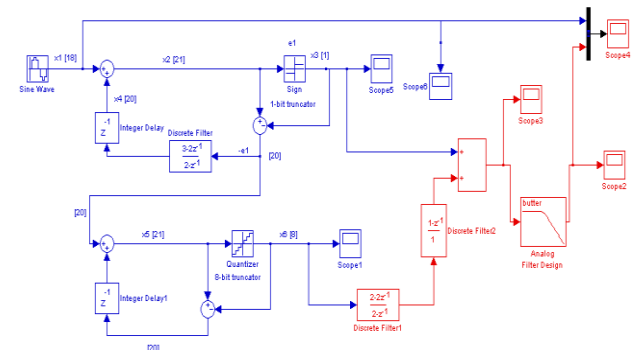 e1
x1 [18]
x2 [21]
x3 [1]
Sine Wave
Sign
Scope5
Scope6
Scope4
x4 [20]
1-bit truncator
-1
Z
Integer Delay
Discrete Filter
3-2z-1
2-z-1
-e1
[20]
Scope3
Scope2
[20]
x5 [21]
x6 [8]
Quantizer
8-bit truncator
Scope1
1-z-1
1
Discrete Filter2
butter
Analog
Filter Design
-1
Z
Integer Delay1
2-2z-1
2-z-1
Discrete Filter1
[20]